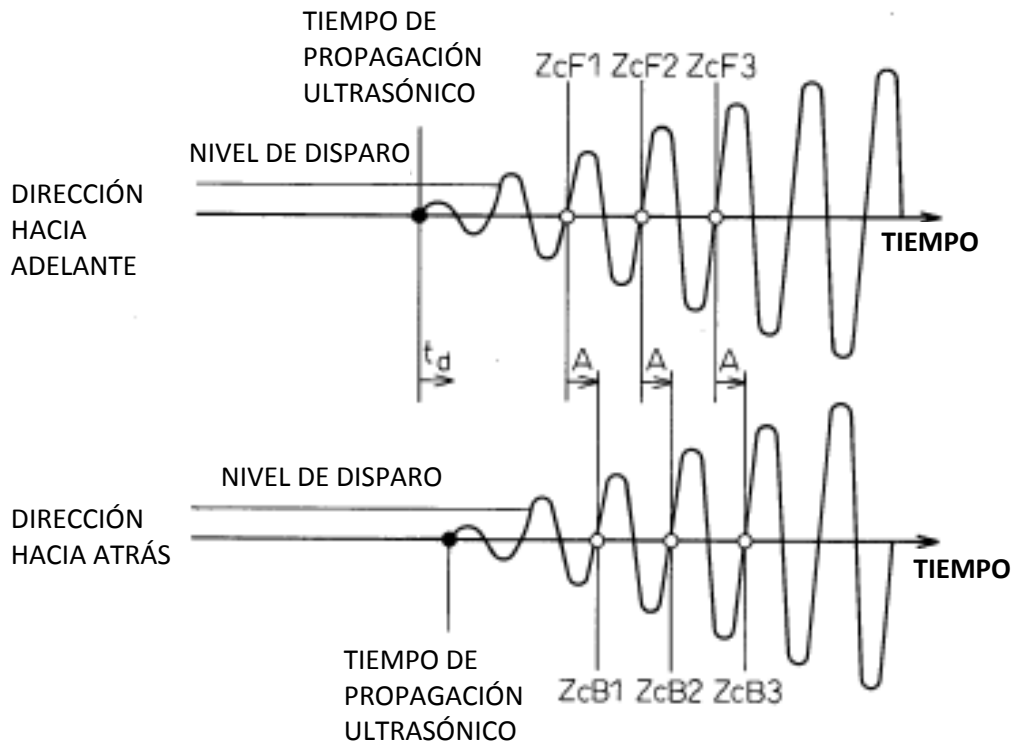 TIEMPO DE
PROPAGACIÓN
ULTRASÓNICO
ZcF1 ZcF2 ZcF3
NIVEL DE DISPARO
DIRECCIÓN
HACIA
ADELANTE
TIEMPO
td
A A A
NIVEL DE DISPARO
DIRECCIÓN
HACIA ATRÁS
TIEMPO
TIEMPO DE
PROPAGACIÓN
ULTRASÓNICO
ZcB1 ZcB2 ZcB3